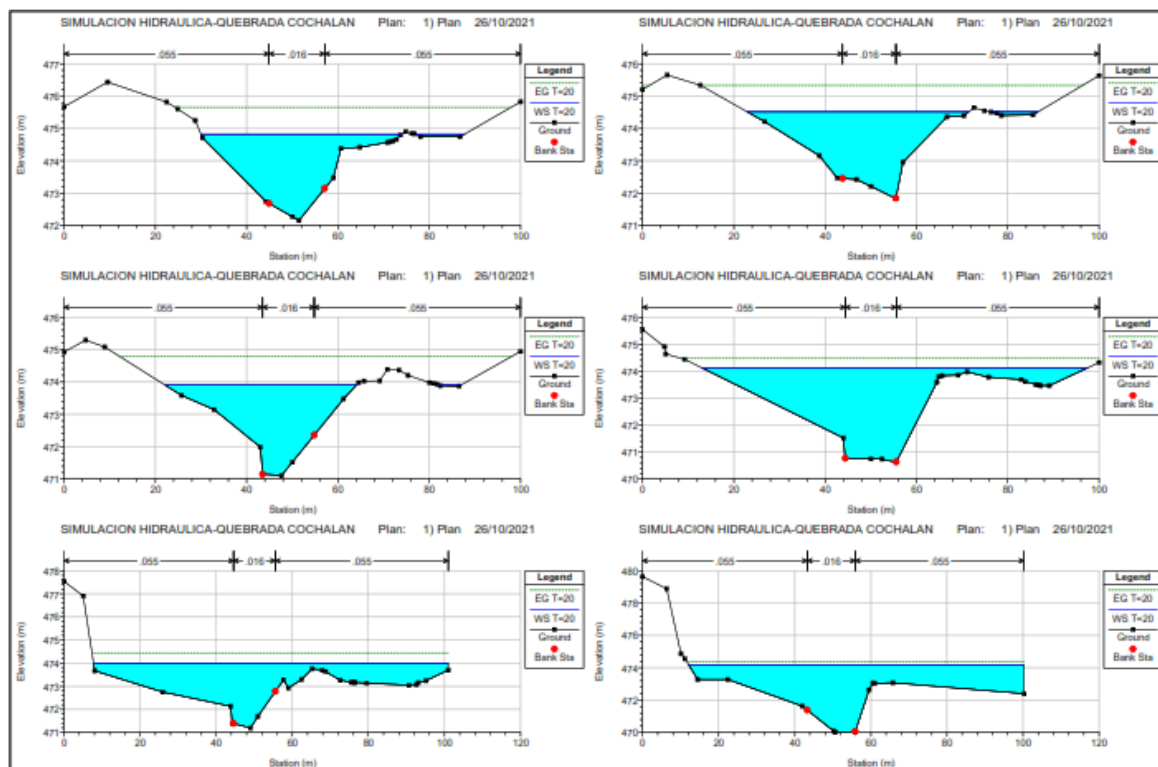 SIMULACION HIDRAULICA-QUEBRADA COCHALAN Plan: 1) Plan 26/10/2021
.055 .016 .055
Elevation (m)
477
476
475
474
473
472
0 20 40 60 80 100
Station (m)
Legend
EG T=20
WS T=20
Ground
Bank Sta
SIMULACION HIDRAULICA-QUEBRADA COCHALAN Plan: 1) Plan 26/10/2021
.055 .016 .055
Elevation (m)
476
475
474
473
472
471
0 20 40 60 80 100
Station (m)
Legend
EG T=20
WS T=20
Ground
Bank Sta
SIMULACION HIDRAULICA-QUEBRADA COCHALAN Plan: 1) Plan 26/10/2021
.055 .016 .055
Elevation (m)
476
475
474
473
472
471
0 20 40 60 80 100
Station (m)
Legend
EG T=20
WS T=20
Ground
Bank Sta
SIMULACION HIDRAULICA-QUEBRADA COCHALAN Plan: 1) Plan 26/10/2021
.055 .016 .055
Elevation (m)
476
475
474
473
472
471
470
0 20 40 60 80 100
Station (m)
Legend
EG T=20
WS T=20
Ground
Bank Sta
SIMULACION HIDRAULICA-QUEBRADA COCHALAN Plan: 1) Plan 26/10/2021
.055 .016 .055
Elevation (m)
478
477
476
475
474
473
472
471
0 20 40 60 80 100 120
Station (m)
Legend
EG T=20
WS T=20
Ground
Bank Sta
SIMULACION HIDRAULICA-QUEBRADA COCHALAN Plan: 1) Plan 26/10/2021
.055 .016 .055
Elevation (m)
480
478
476
474
472
470
0 20 40 60 80 100 120
Station (m)
Legend
EG T=20
WS T=20
Ground
Bank Sta